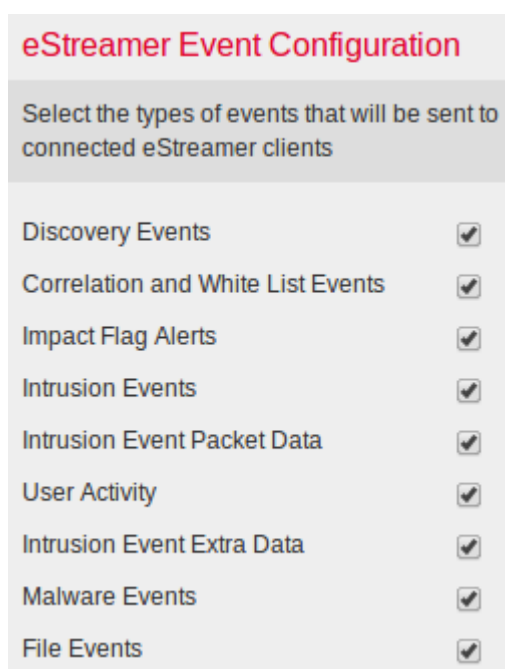 eStreamer Event Configuration
Select the types of events that will be sent to
connected eStreamer clients
Discovery Events
Correlation and White List Events
Impact Flag Alerts
Intrusion Events
Intrusion Event Packet Data
User Activity
Intrusion Event Extra Data
Malware Events
File Events